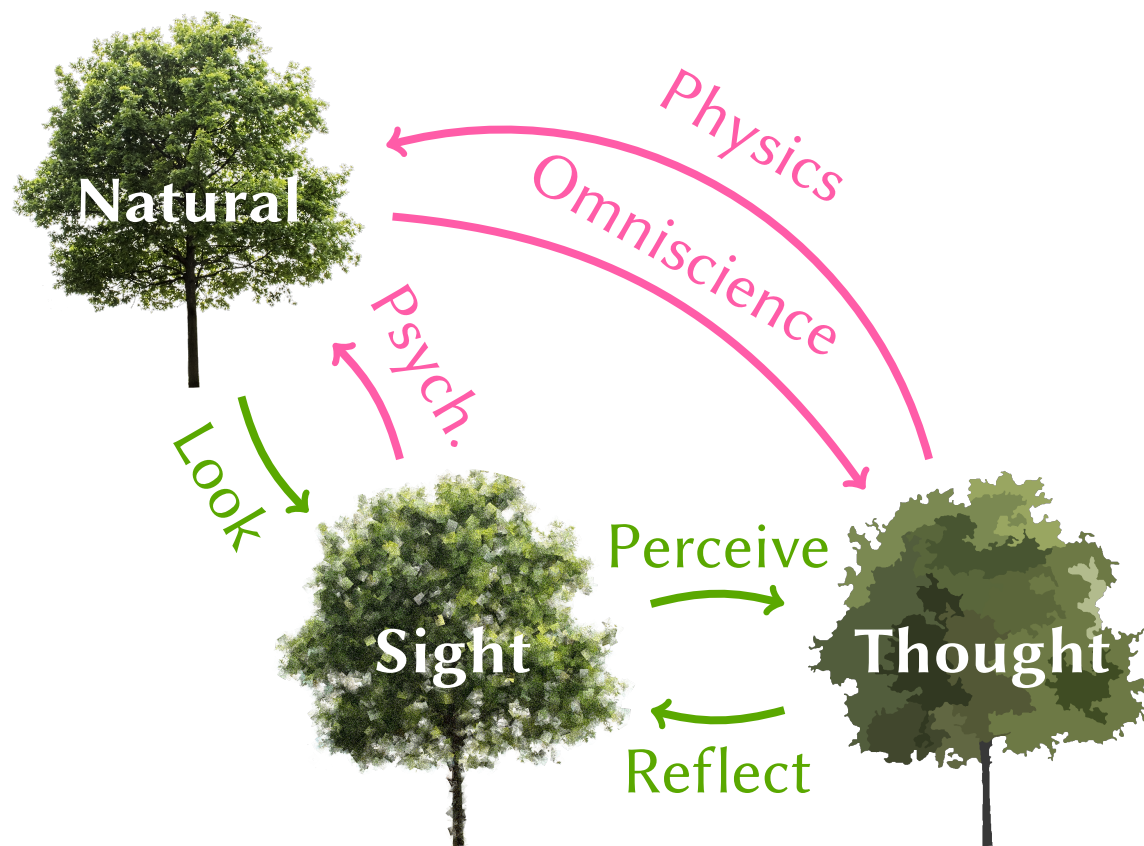 Natural
Physics
Omniscience
Psych.
Look
Perceive
Sight
Thought
Reflect